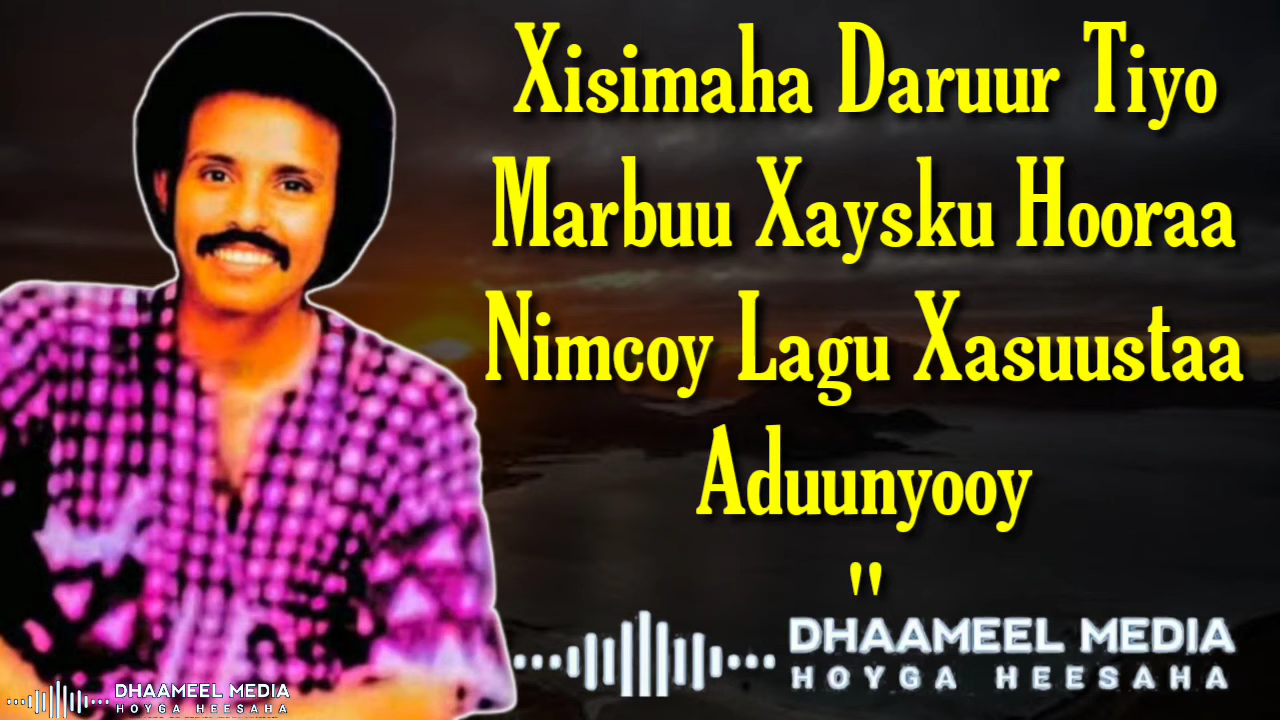 Xisimaha Daruur Tiyo
Marbuu Xaysku Hooraa
Nimcoy Lagu Xasuustaa
Aduunyooy
"
DHAAMEEL MEDIA
HOYGA HEESAHA
DHAAMEEL MEDIA
HOYGA HEESAHA